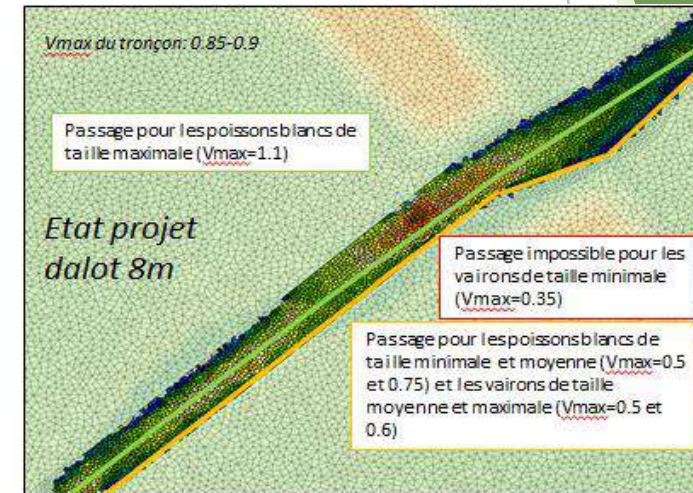 Vmax du tronçon: 0.85-0.9
Passage pour les poissons blancs de
taille maximale (Vmax=1.1)
Etat projet
dalot 8m
Passage impossible pour les
vairons de taille minimale
(Vmax=0.35)
Passage pour les poissons blancs de
taille minimale et moyenne (Vmax=0.5
et 0.75) et les vairons de taille
moyenne et maximale (Vmax=0.5 et
0.6)